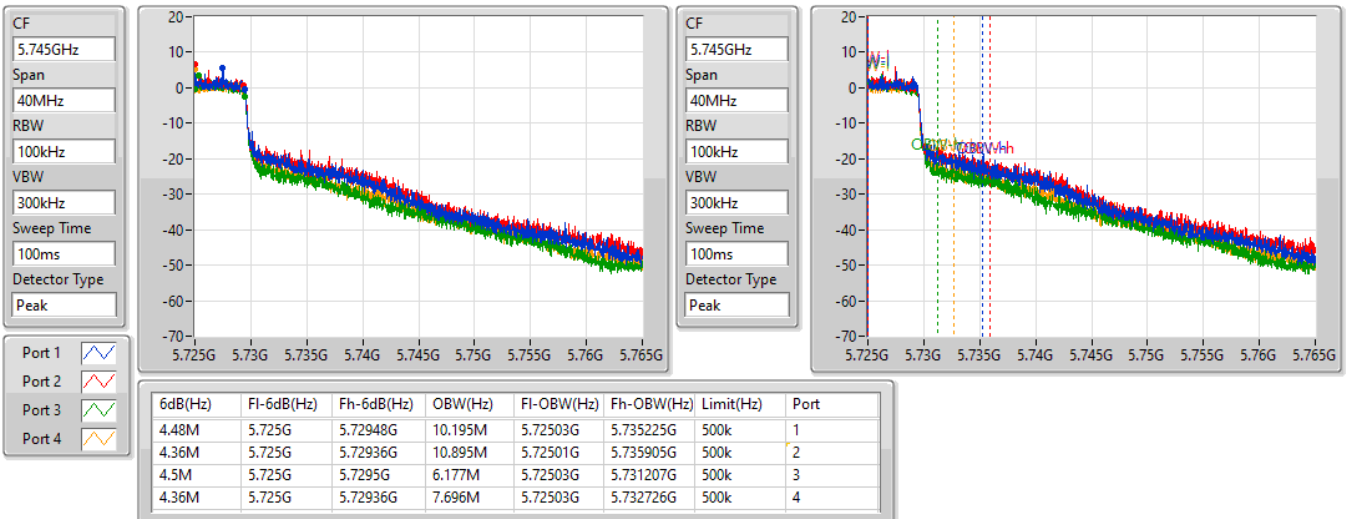 CF
5.745GHz
Span
40MHz
RBW
100kHz
VBW
300kHz
Sweep Time
100ms
Detector Type
Peak
Port 1
Port 2
Port 3
Port 4
20
10
0
-10
-20
-30
-40
-50
-60
-70
5.725G 5.73G 5.735G 5.74G 5.745G 5.75G 5.755G 5.76G 5.765G
CF
5.745GHz
Span
40MHz
RBW
100kHz
VBW
300kHz
Sweep Time
100ms
Detector Type
Peak
20
10
0
-10
-20
-30
-40
-50
-60
-70
5.725G 5.73G 5.735G 5.74G 5.745G 5.75G 5.755G 5.76G 5.765G
6dB(Hz) Fl-6dB(Hz) Fh-6dB(Hz) OBW(Hz) Fl-OBW(Hz) Fh-OBW(Hz) Limit(Hz) Port
4.48M 5.725G 5.72948G 10.195M 5.72503G 5.735225G 500k 1
4.36M 5.725G 5.72936G 10.895M 5.72501G 5.735905G 500k 2
4.5M 5.725G 5.7295G 6.177M 5.72503G 5.731207G 500k 3
4.36M 5.725G 5.72936G 7.696M 5.72503G 5.732726G 500k 4